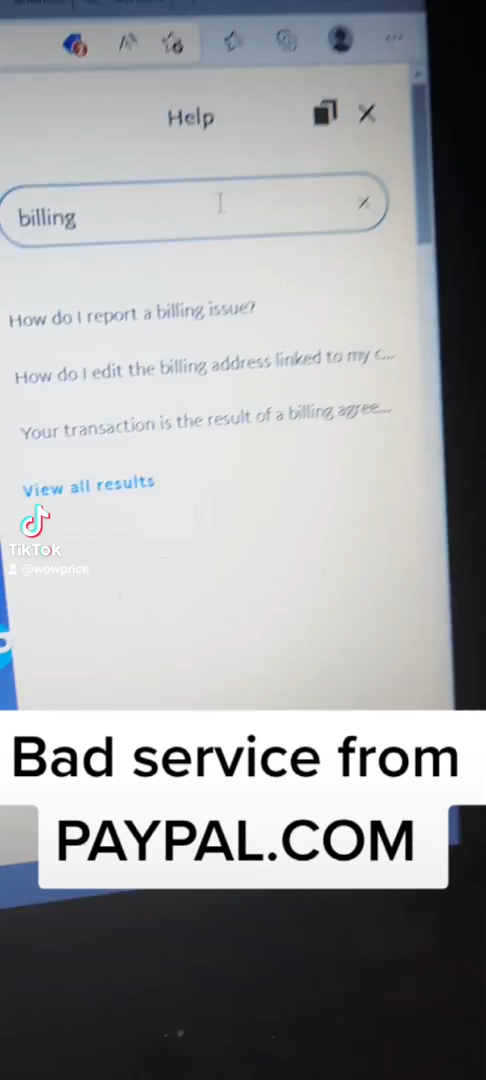 Help
billing
How do I report a billing issue?
How do I edit the billing address linked to my c...
Your transaction is the result of a billing agree...
View all results
TikTok
@wowprice
Bad service from
PAYPAL.COM